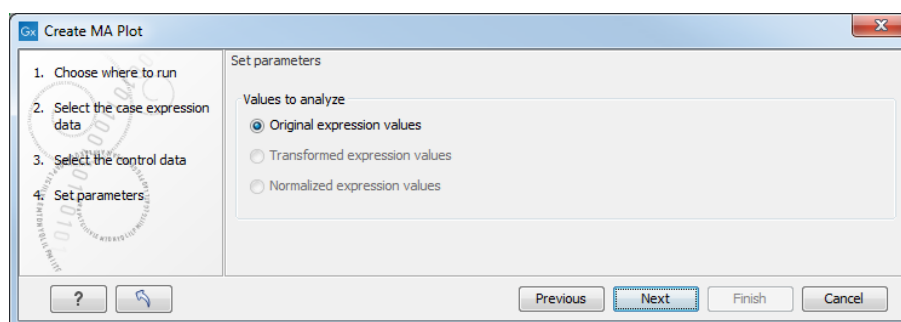 Gx Create MA Plot
1. Choose where to run
2. Select the case expression
data
3. Select the control data
4. Set parameters
Set parameters
Values to analyze
Original expression values
Transformed expression values
Normalized expression values
?
Previous
Next
Finish
Cancel